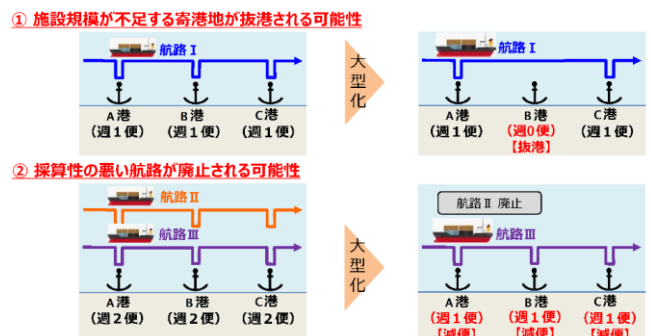 ① 施設規模が不足する寄港地が抜港される可能性
航路Ⅰ
A港
(週1便)
B港
(週1便)
C港
(週1便)
大型化
航路Ⅰ
A港
(週1便)
B港
(週0便)
【抜港】
C港
(週1便)
② 採算性の悪い航路が廃止される可能性
航路Ⅱ
航路Ⅲ
A港
(週2便)
B港
(週2便)
C港
(週2便)
大型化
航路Ⅱ 廃止
航路Ⅲ
A港
(週1便)
【減便】
B港
(週1便)
【減便】
C港
(週1便)
【減便】